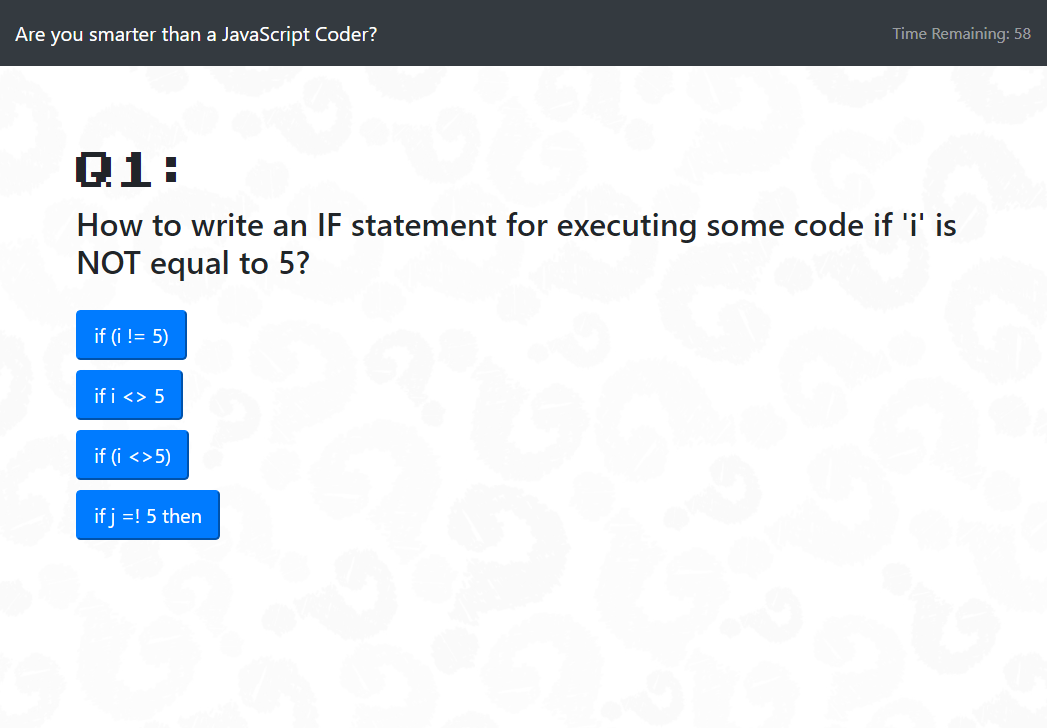 Are you smarter than a JavaScript Coder?
Time Remaining: 58
Q1:
How to write an IF statement for executing some code if 'i' is
NOT equal to 5?
if (i != 5)
if i <> 5
if (i <>5)
if j =! 5 then